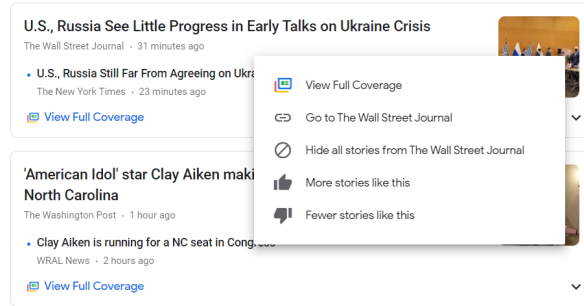 U.S., Russia See Little Progress in Early Talks on Ukraine Crisis
The Wall Street Journal · 31 minutes ago
• U.S., Russia Still Far From Agreeing on Ukra
The New York Times · 23 minutes ago
View Full Coverage
View Full Coverage
Go to The Wall Street Journal
Hide all stories from The Wall Street Journal
More stories like this
Fewer stories like this
'American Idol' star Clay Aiken maki
North Carolina
The Washington Post · 1 hour ago
• Clay Aiken is running for a NC seat in Congress
WRAL News · 2 hours ago
View Full Coverage